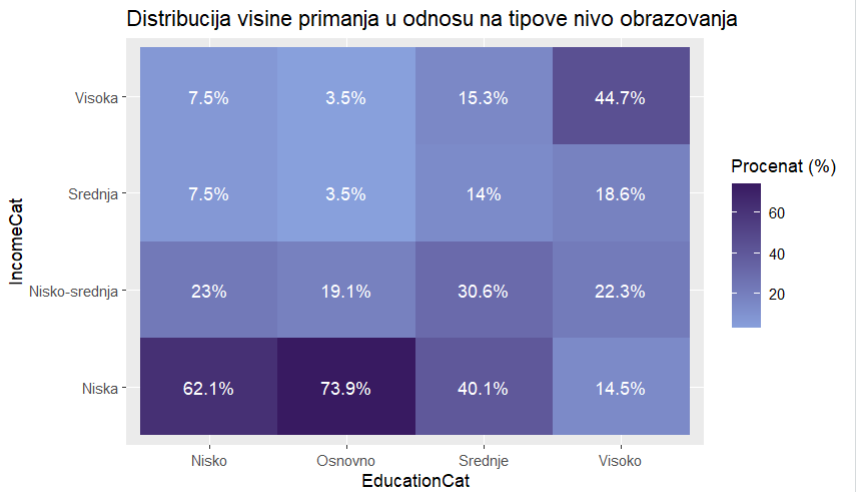 Distribucija visine primanja u odnosu na tipove nivo obrazovanja
IncomeCat
Visoka 7.5% 3.5% 15.3% 44.7%
Srednja 7.5% 3.5% 14% 18.6%
Nisko-srednja 23% 19.1% 30.6% 22.3%
Niska 62.1% 73.9% 40.1% 14.5%
Nisko Osnovno Srednje Visoko
EducationCat
Procenat (%)
60
40
20